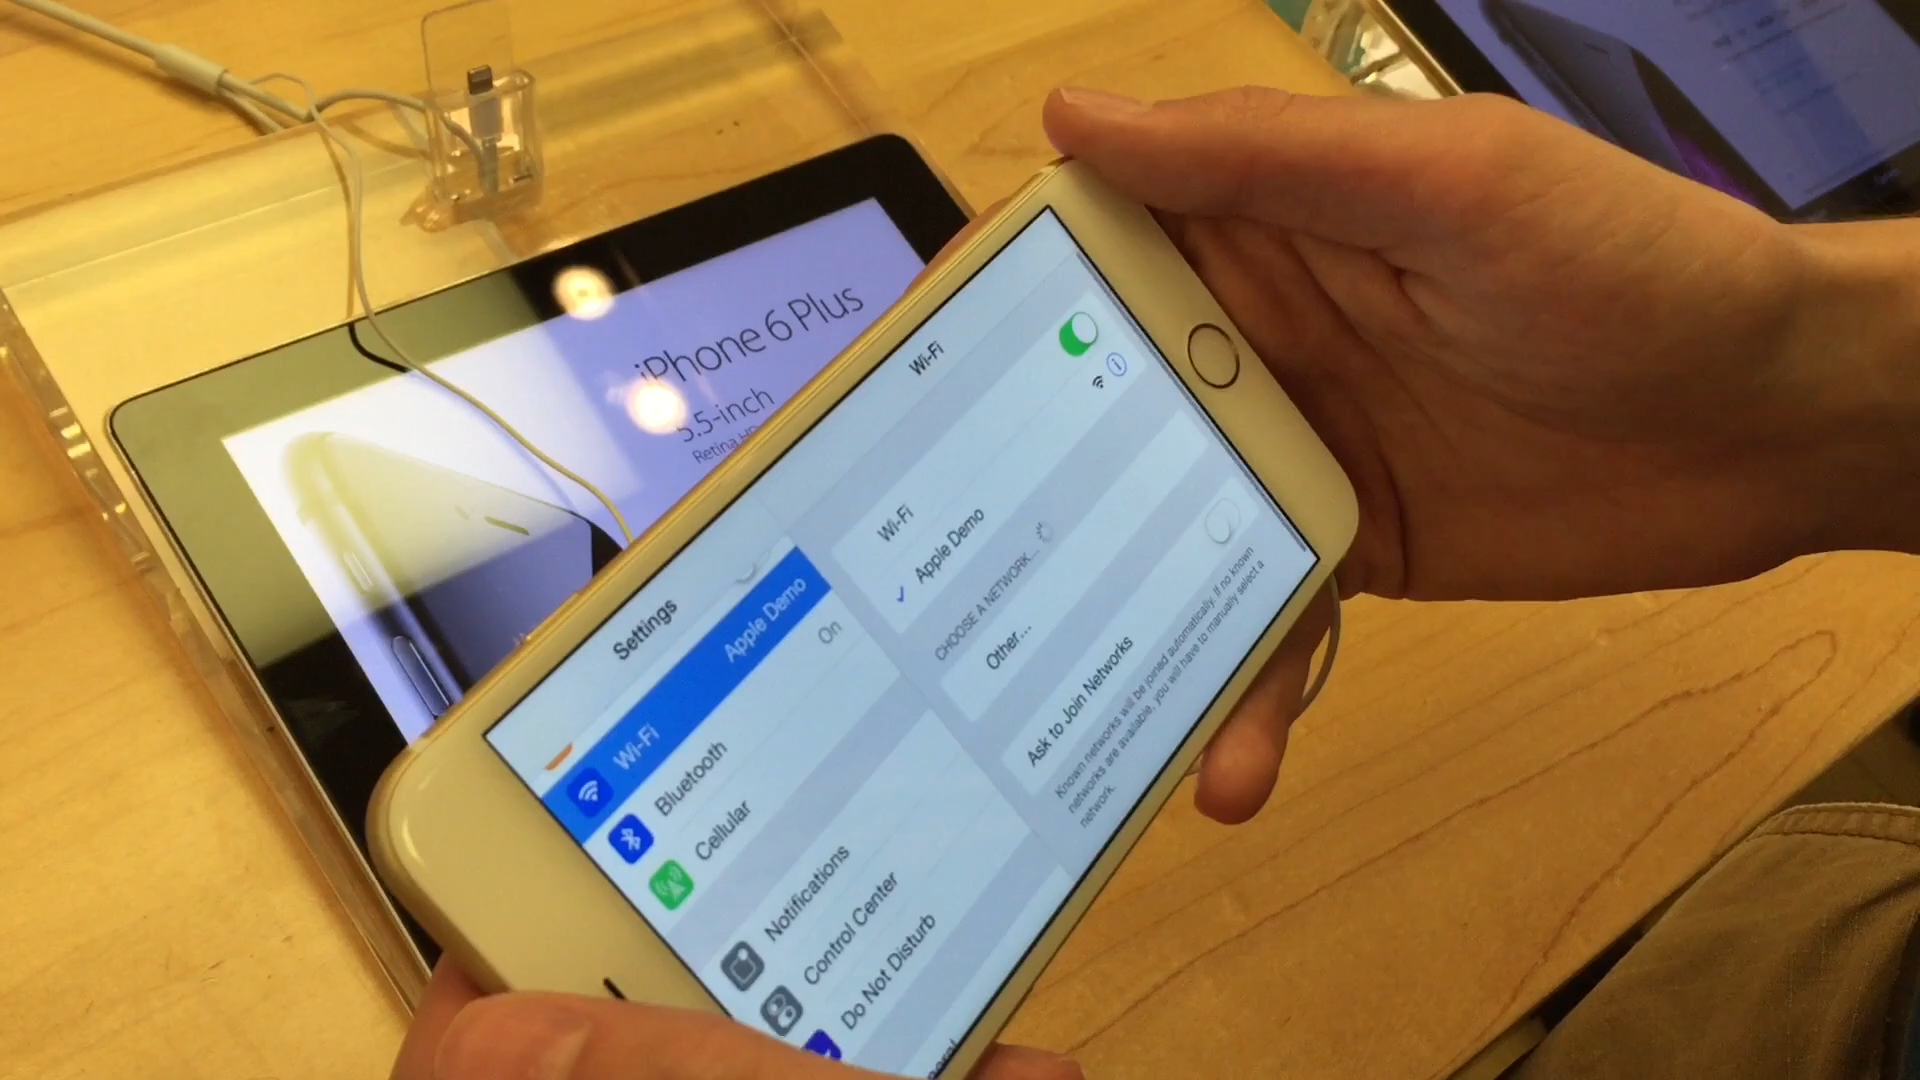 iPhone 6 Plus
5.5-inch
Retina HD
Settings
Wi-Fi Apple Demo
Bluetooth On
Cellular
Notifications
Control Center
Do Not Disturb
Wi-Fi
Wi-Fi
Apple Demo
CHOOSE A NETWORK...
Other...
Ask to Join Networks
Known networks will be joined automatically. If no known
networks are available, you will have to manually select a
network.